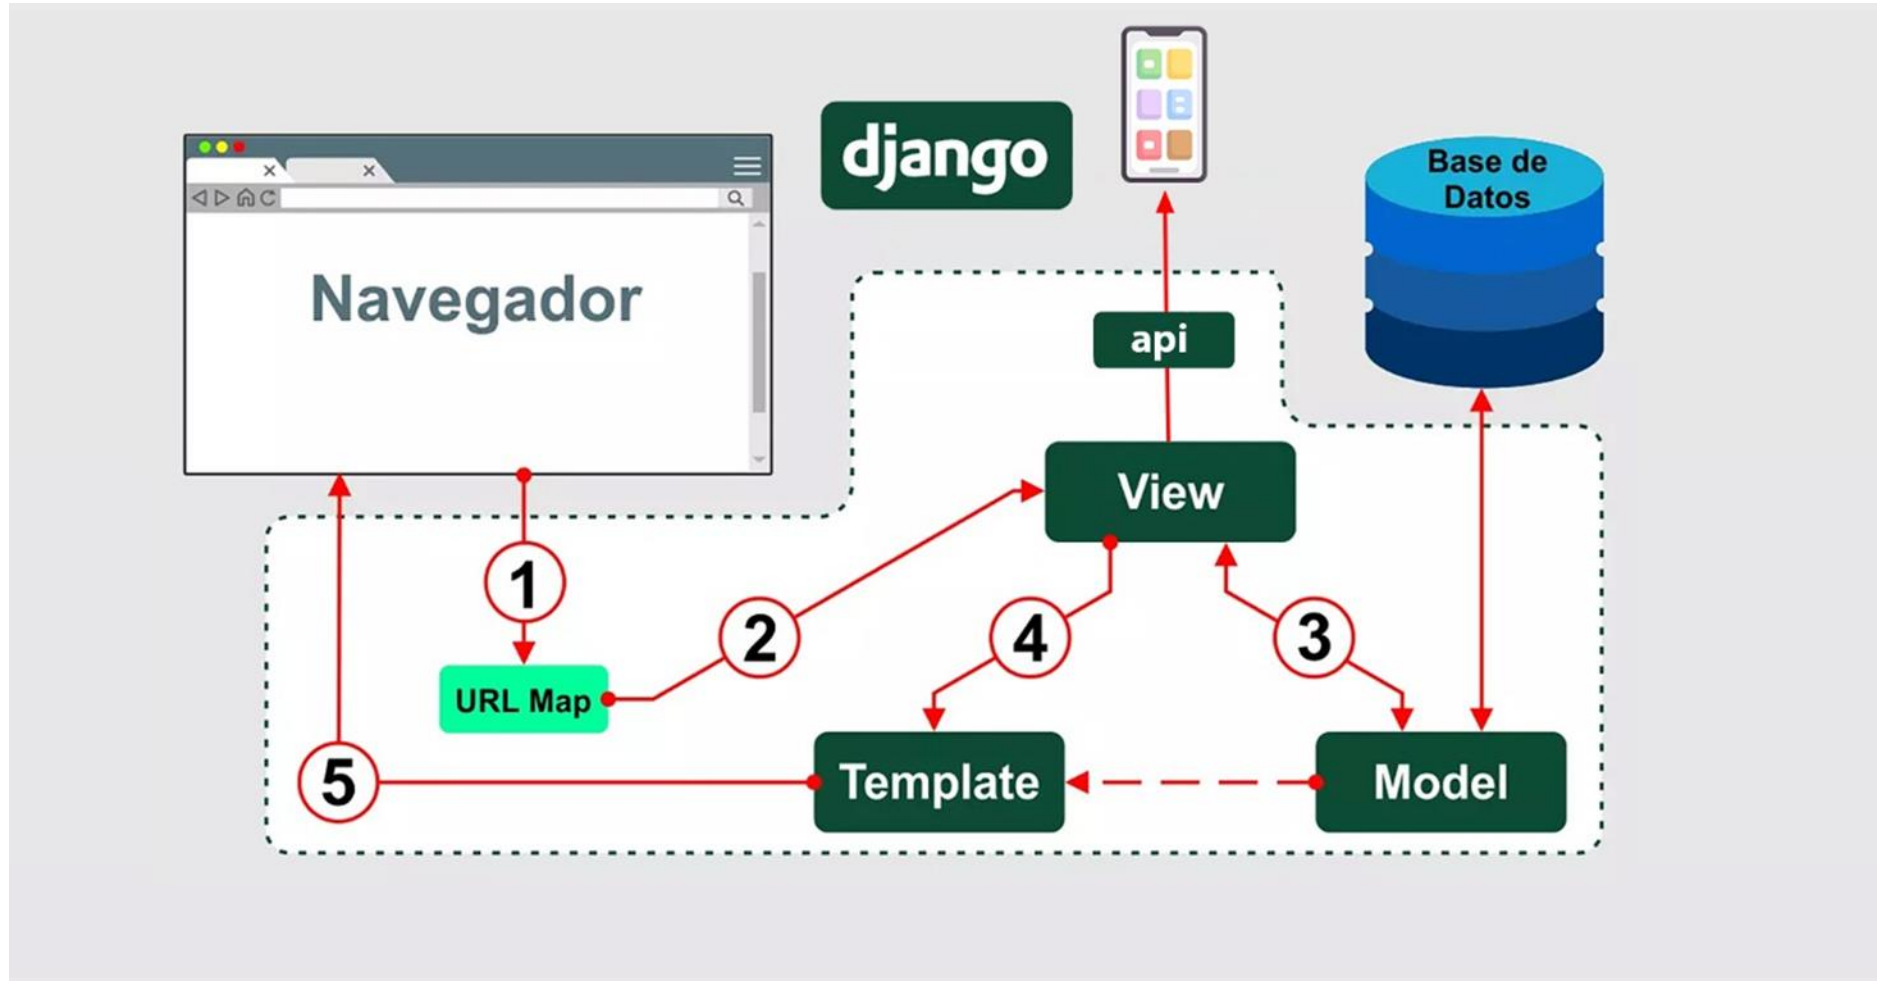 django
Base de
Datos
Navegador
api
View
1
2
4
3
URL Map
5
Template
Model